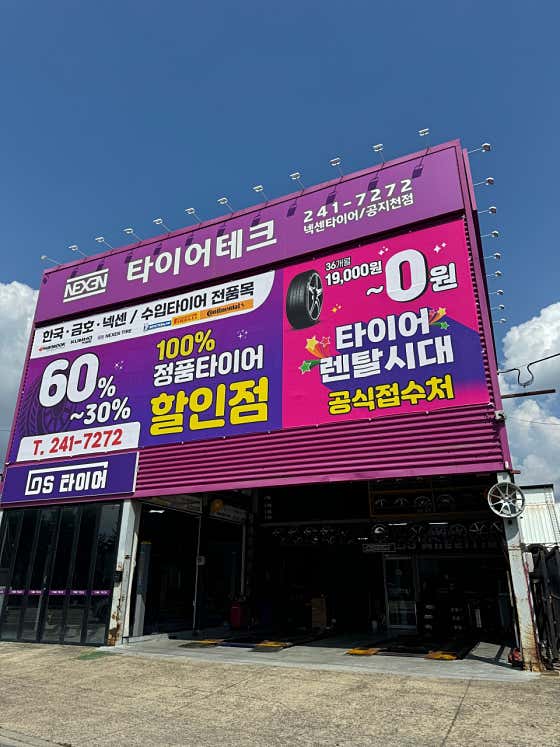 NEXEN 타이어테크
241-7272
넥센타이어/공지천점
한국·금호·넥센 / 수입타이어 전품목
HANKOOK KUMHO NEXEN TIRE MICHELIN PIRELLI Continental
60%
~30%
T. 241-7272
100%
정품타이어
할인점
36개월
19,000원
~0원
타이어
렌탈시대
공식접수처
DS 타이어